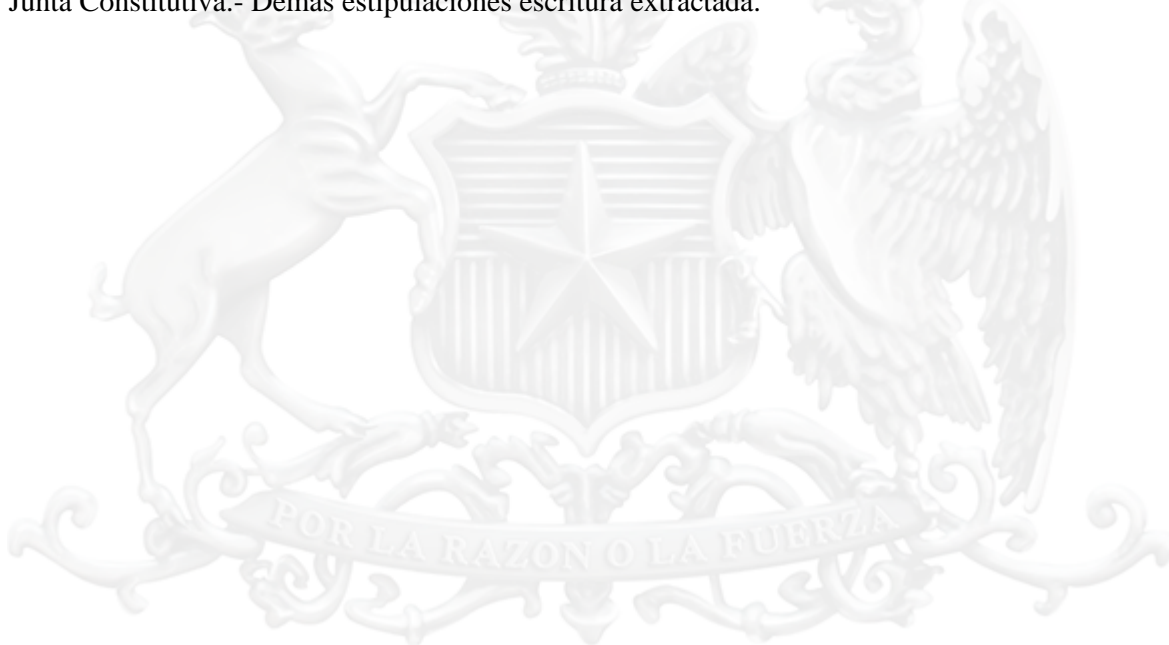 Junta Constitutiva.- Demás estipulaciones escritura extractada.
POR LA RAZON O LA FUERZA